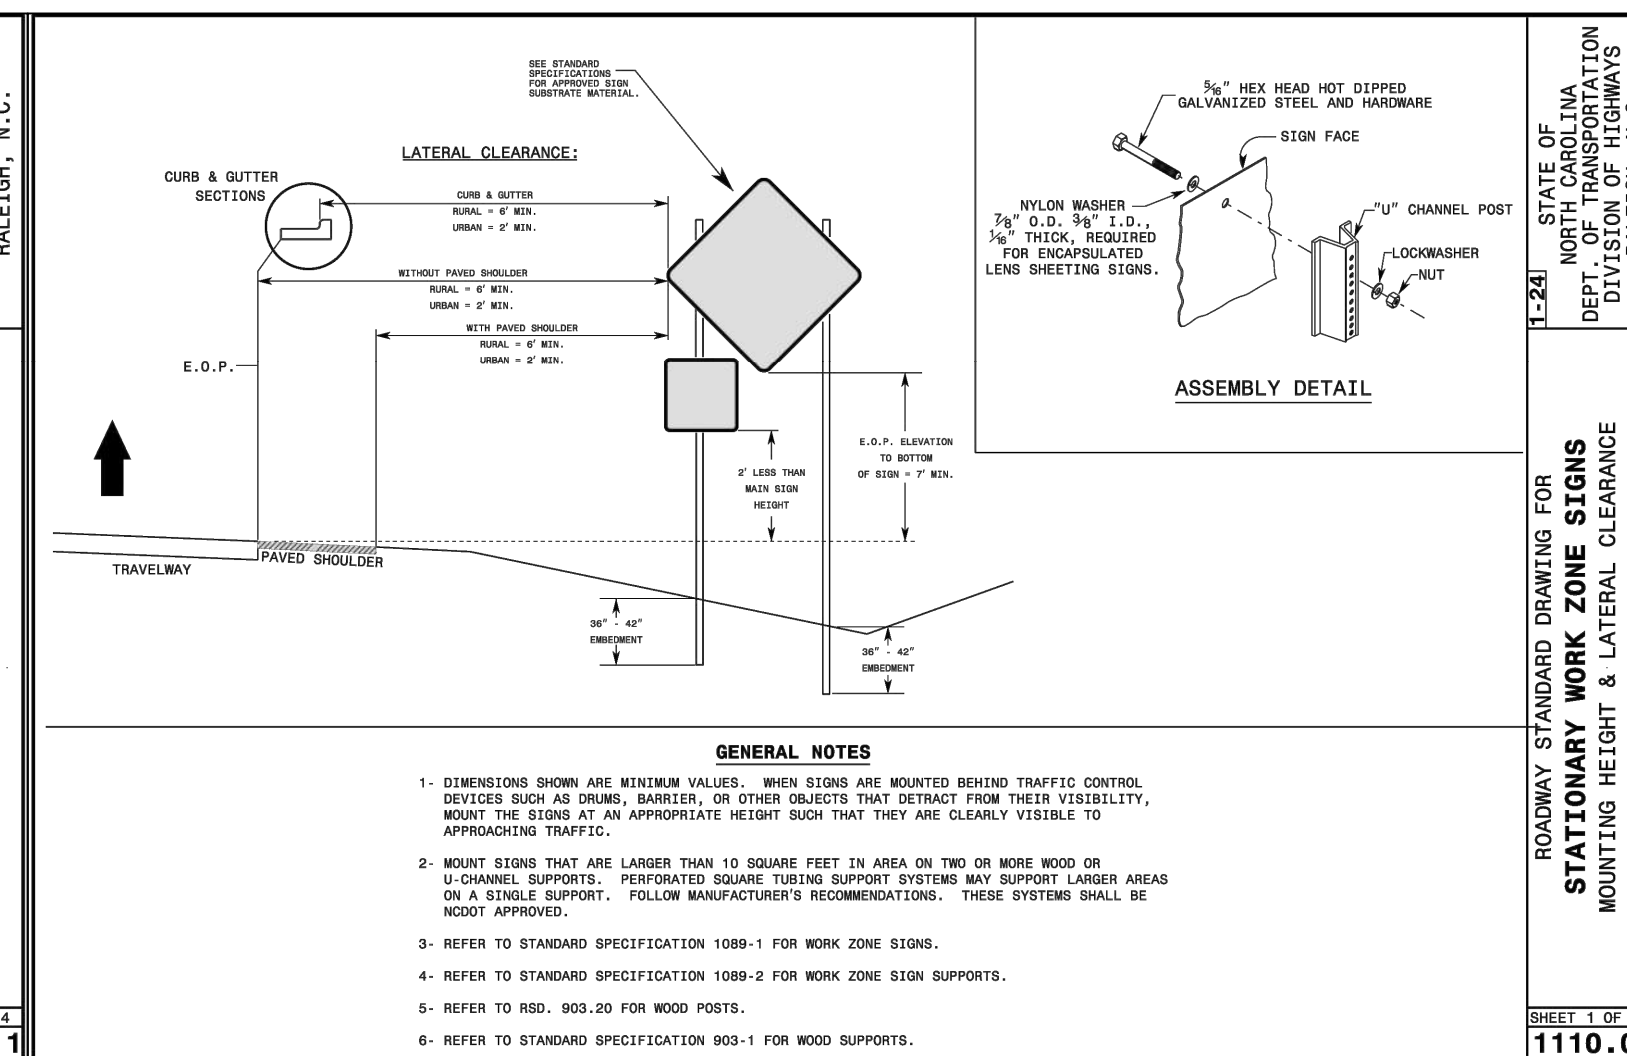 RALEIGH, N.C.
4
1
SEE STANDARD
SPECIFICATIONS
FOR APPROVED SIGN
SUBSTRATE MATERIAL.
LATERAL CLEARANCE:
CURB & GUTTER
SECTIONS
CURB & GUTTER
RURAL = 6' MIN.
URBAN = 2' MIN.
WITHOUT PAVED SHOULDER
RURAL = 6' MIN.
URBAN = 2' MIN.
WITH PAVED SHOULDER
RURAL = 6' MIN.
URBAN = 2' MIN.
E.O.P.
E.O.P. ELEVATION
TO BOTTOM
OF SIGN = 7' MIN.
2' LESS THAN
MAIN SIGN
HEIGHT
TRAVELWAY
PAVED SHOULDER
36" - 42"
EMBEDMENT
36" - 42"
EMBEDMENT
5/16" HEX HEAD HOT DIPPED
GALVANIZED STEEL AND HARDWARE
SIGN FACE
NYLON WASHER
7/8" O.D. 3/8" I.D.,
1/16" THICK, REQUIRED
FOR ENCAPSULATED
LENS SHEETING SIGNS.
"U" CHANNEL POST
LOCKWASHER
NUT
ASSEMBLY DETAIL
GENERAL NOTES
1- DIMENSIONS SHOWN ARE MINIMUM VALUES. WHEN SIGNS ARE MOUNTED BEHIND TRAFFIC CONTROL
DEVICES SUCH AS DRUMS, BARRIER, OR OTHER OBJECTS THAT DETRACT FROM THEIR VISIBILITY,
MOUNT THE SIGNS AT AN APPROPRIATE HEIGHT SUCH THAT THEY ARE CLEARLY VISIBLE TO
APPROACHING TRAFFIC.
2- MOUNT SIGNS THAT ARE LARGER THAN 10 SQUARE FEET IN AREA ON TWO OR MORE WOOD OR
U-CHANNEL SUPPORTS. PERFORATED SQUARE TUBING SUPPORT SYSTEMS MAY SUPPORT LARGER AREAS
ON A SINGLE SUPPORT. FOLLOW MANUFACTURER'S RECOMMENDATIONS. THESE SYSTEMS SHALL BE
NCDOT APPROVED.
3- REFER TO STANDARD SPECIFICATION 1089-1 FOR WORK ZONE SIGNS.
4- REFER TO STANDARD SPECIFICATION 1089-2 FOR WORK ZONE SIGN SUPPORTS.
5- REFER TO RSD. 903.20 FOR WOOD POSTS.
6- REFER TO STANDARD SPECIFICATION 903-1 FOR WOOD SUPPORTS.
1-24
STATE OF
NORTH CAROLINA
DEPT. OF TRANSPORTATION
DIVISION OF HIGHWAYS
ROADWAY STANDARD DRAWING FOR
STATIONARY WORK ZONE SIGNS
MOUNTING HEIGHT & LATERAL CLEARANCE
SHEET 1 OF
1110.0